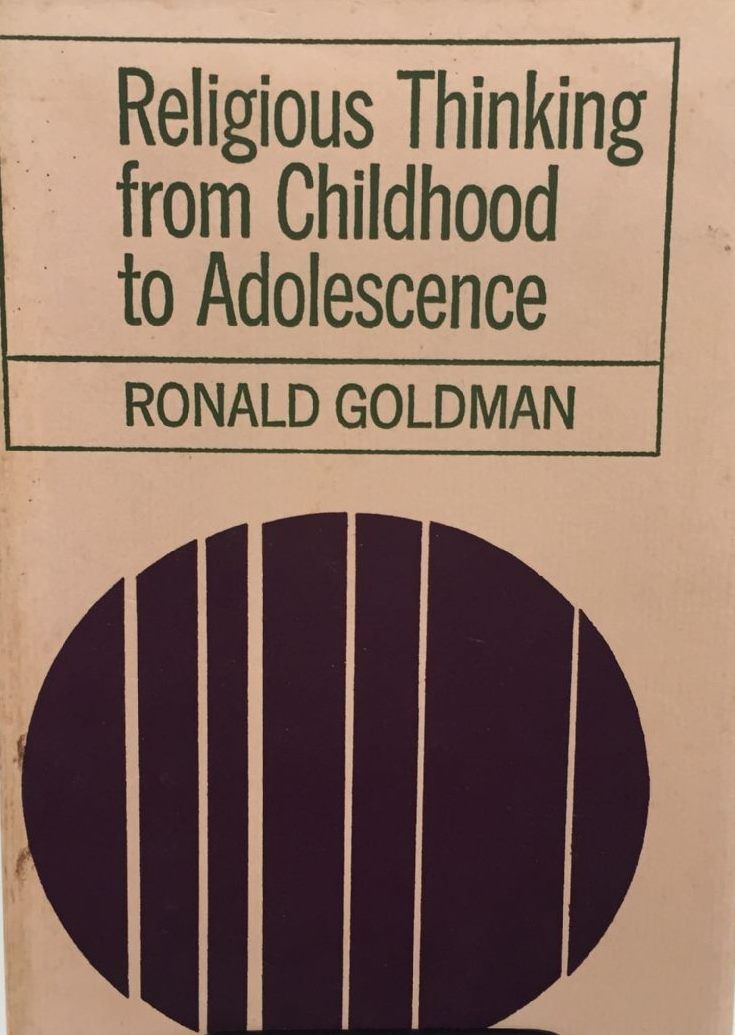 Religious Thinking
from Childhood
to Adolescence
RONALD GOLDMAN